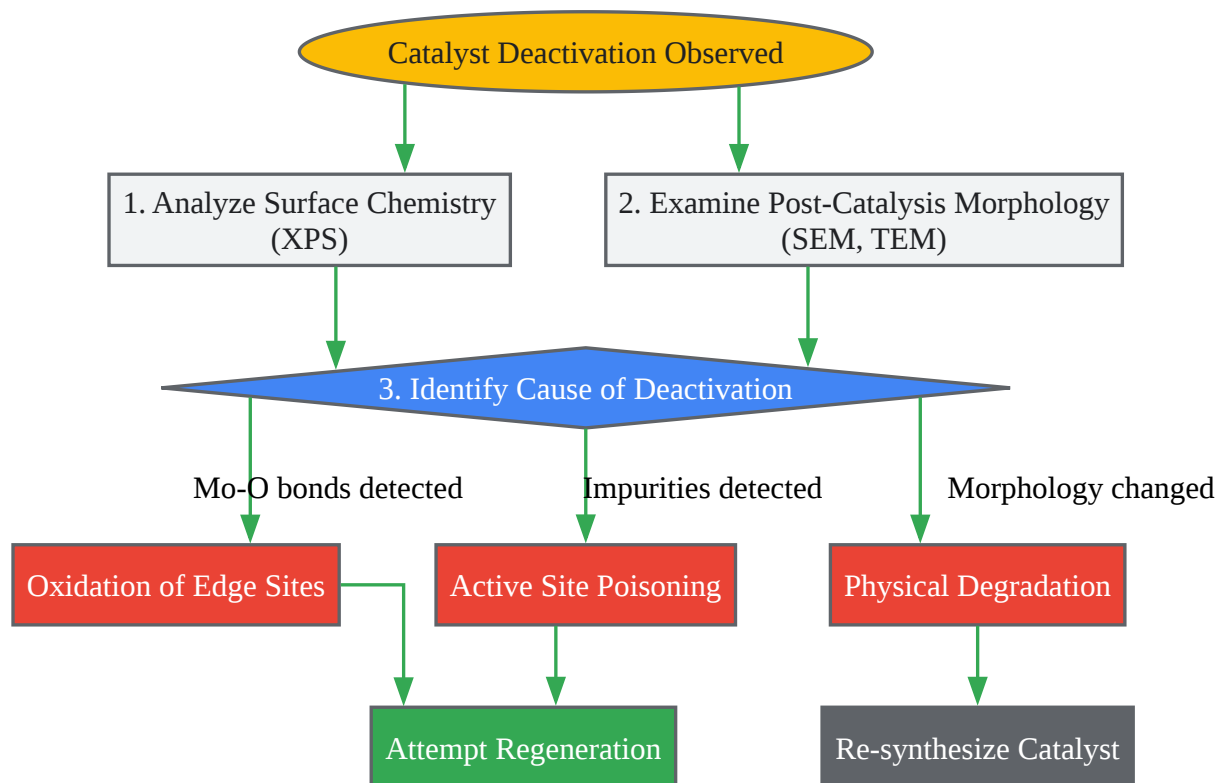 Catalyst Deactivation Observed
1. Analyze Surface Chemistry
(XPS)
2. Examine Post-Catalysis Morphology
(SEM, TEM)
3. Identify Cause of Deactivation
Mo-O bonds detected
Impurities detected
Morphology changed
Oxidation of Edge Sites
Active Site Poisoning
Physical Degradation
Attempt Regeneration
Re-synthesize Catalyst